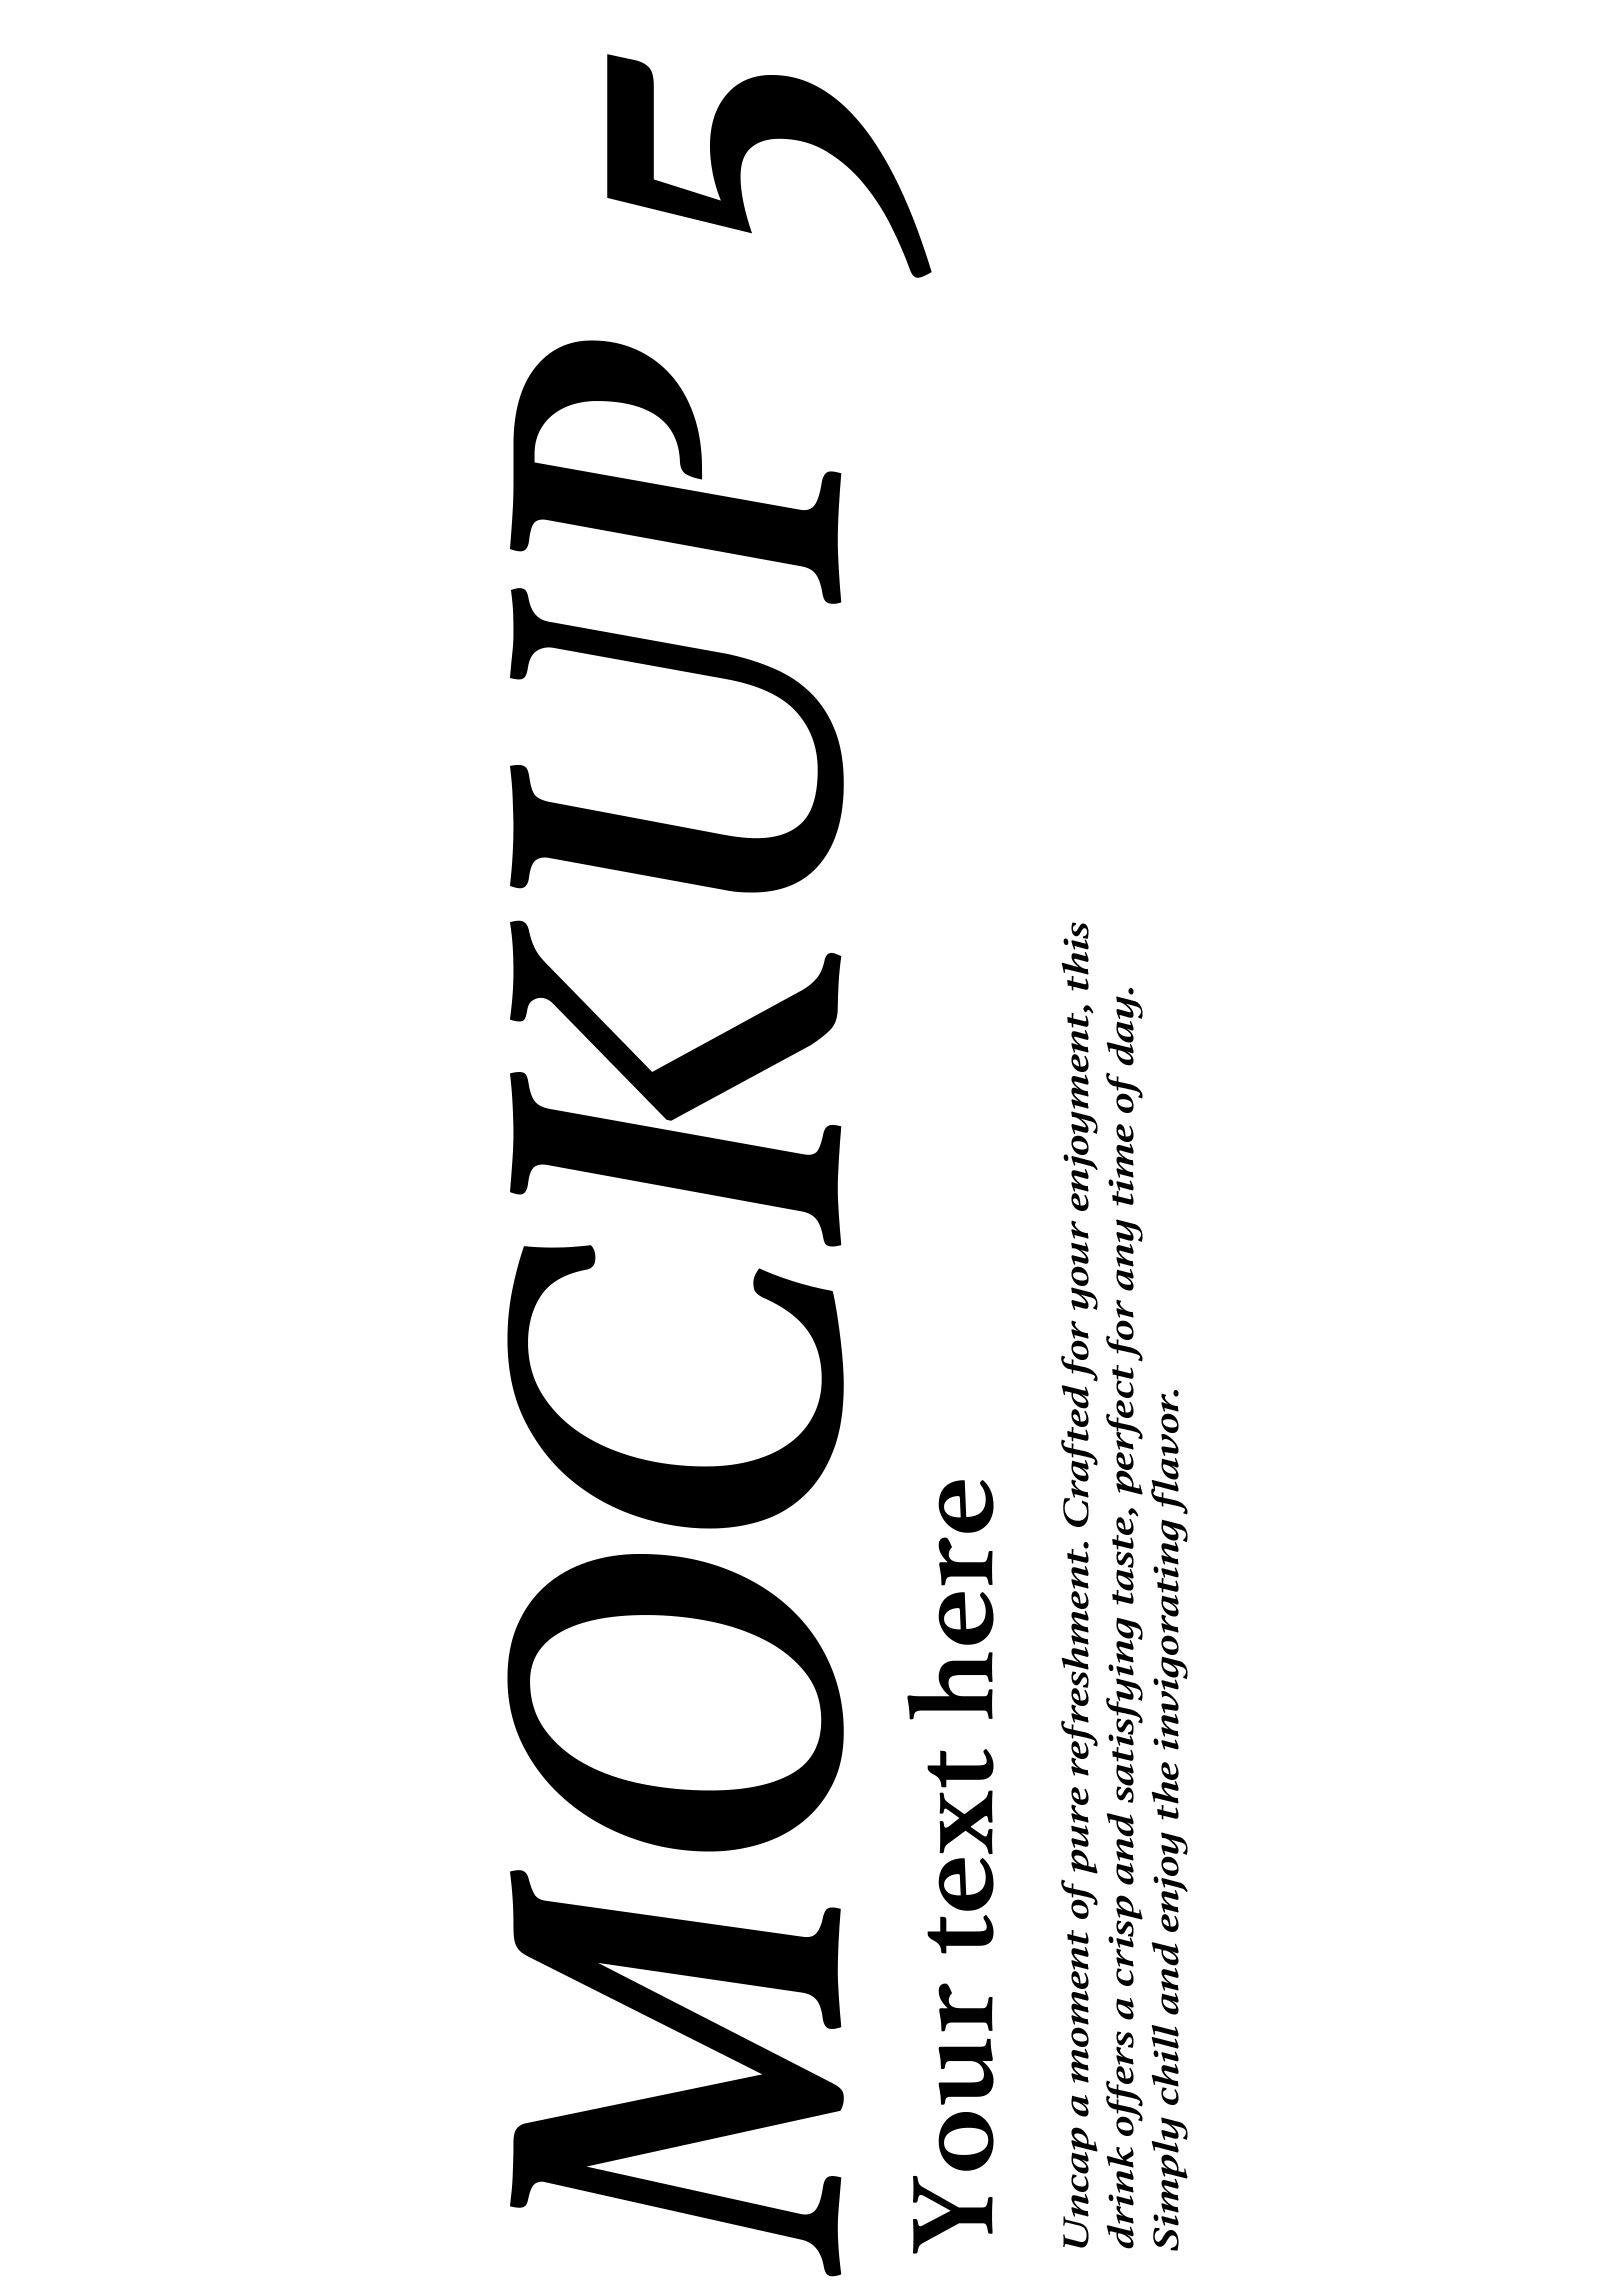 MOCKUP 5
Your text here
Uncap a moment of pure refreshment. Crafted for your enjoyment, this
drink offers a crisp and satisfying taste, perfect for any time of day.
Simply chill and enjoy the invigorating flavor.